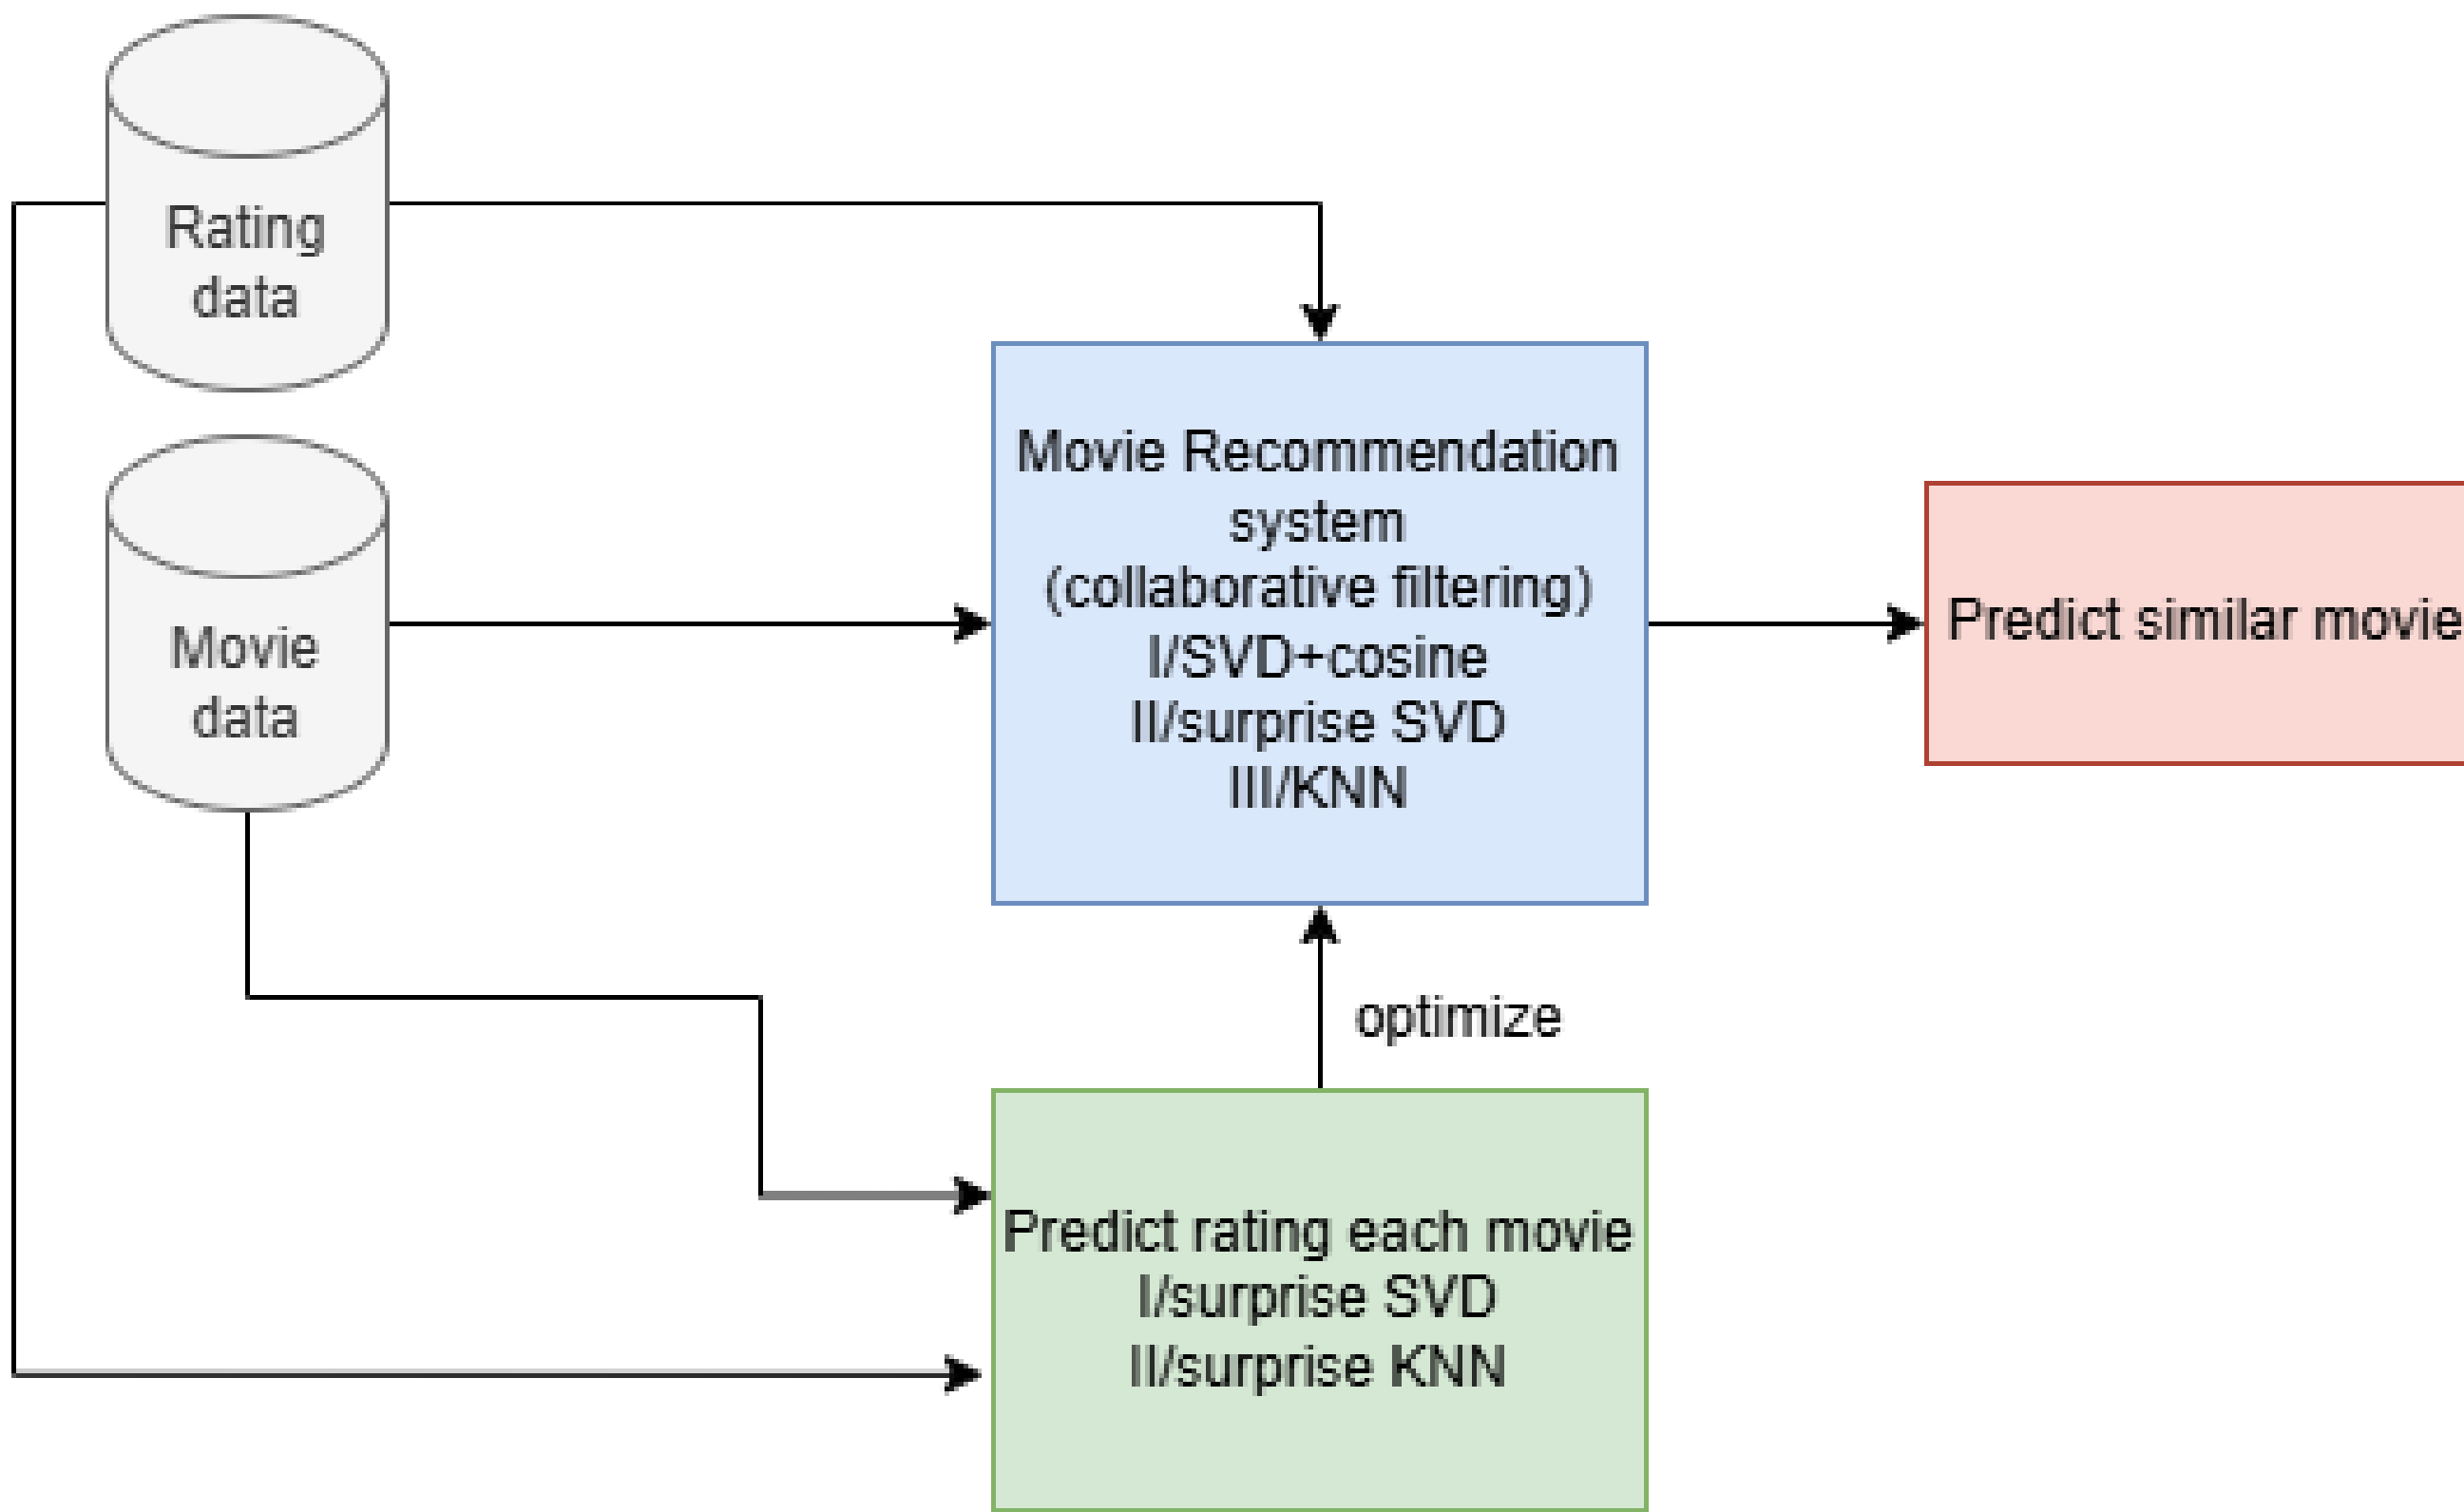 Rating
data
Movie
data
Movie Recommendation
system
(collaborative filtering)
I/SVD+cosine
II/surprise SVD
III/KNN
Predict similar movie
optimize
Predict rating each movie
I/surprise SVD
II/surprise KNN